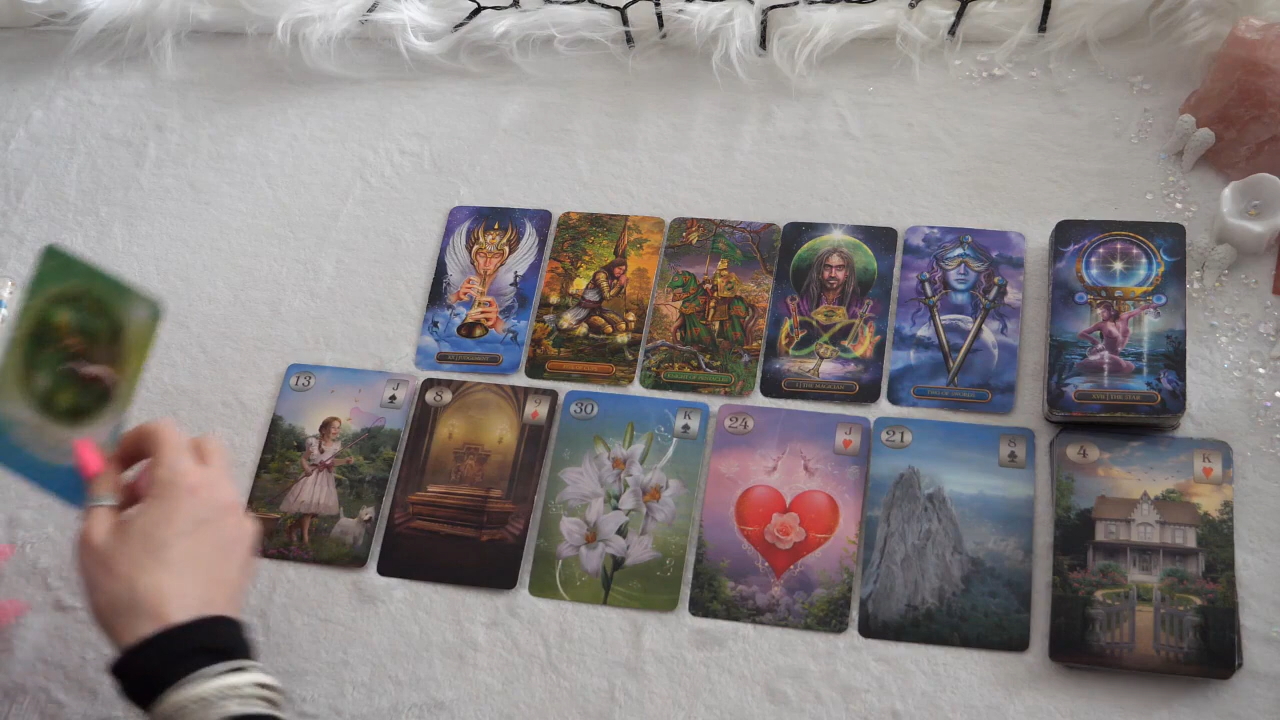 XX | JUDGEMENT
KNIGHT OF PENTACLES
I | THE MAGICIAN
TWO OF SWORDS
XVII | THE STAR
13
J
8
9
30
K
24
J
21
8
4
K